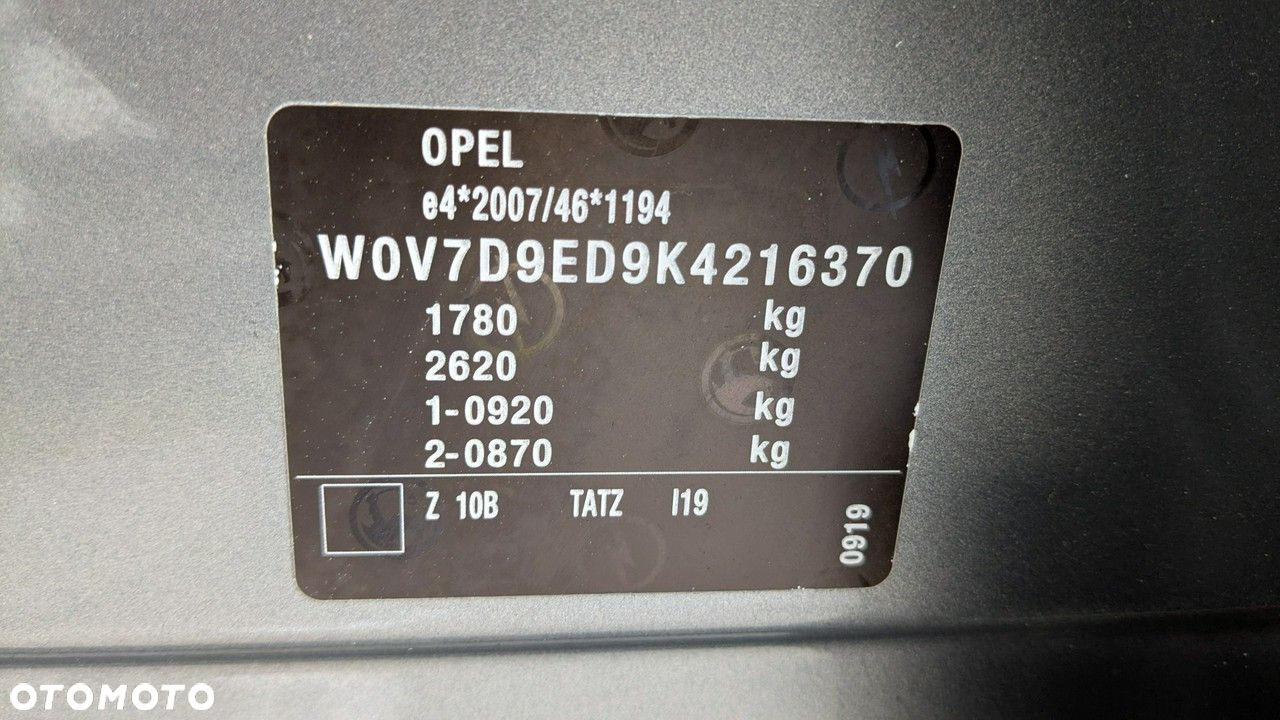 OPEL
e4*2007/46*1194
W0V7D9ED9K4216370
1780 kg
2620 kg
1-0920 kg
2-0870 kg
Z 10B TATZ I19
0919
OTOMOTO